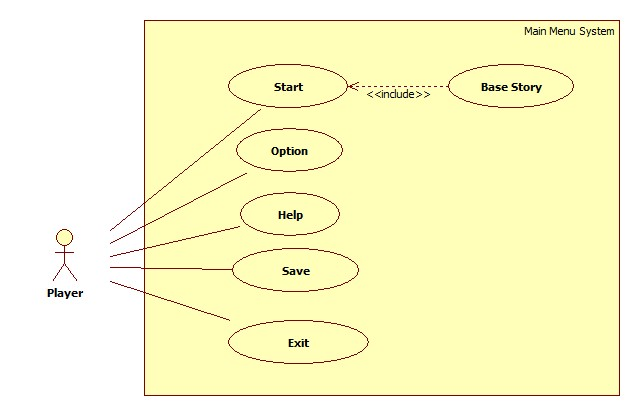 Main Menu System
Start
<<include>>
Base Story
Option
Help
Save
Player
Exit